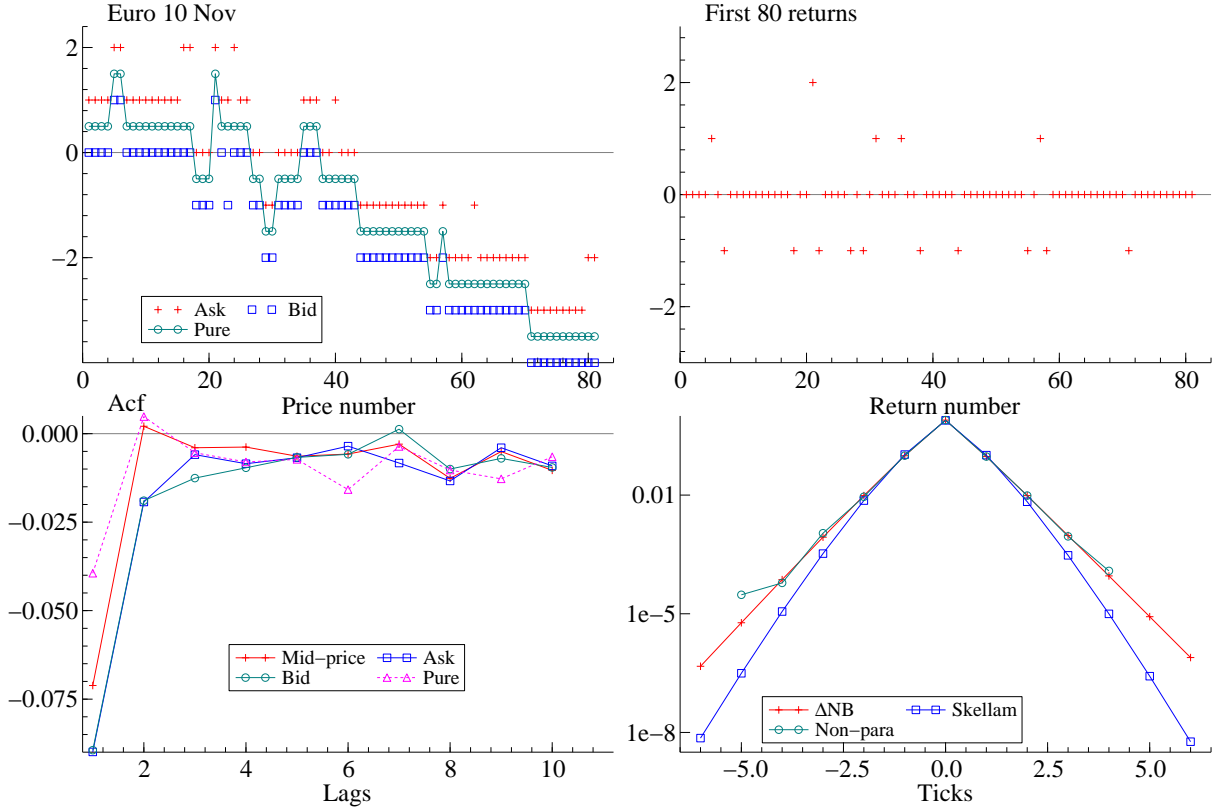 Euro 10 Nov
2
0
−2
Ask
Bid
Pure
0
20
40
60
80
Price number
First 80 returns
2
0
−2
0
20
40
60
80
Return number
Acf
0.000
−0.025
−0.050
−0.075
Mid−price
Ask
Bid
Pure
2
4
6
8
10
Lags
0.01
1e−5
1e−8
ΔNB
Skellam
Non−para
−5.0
−2.5
0.0
2.5
5.0
Ticks